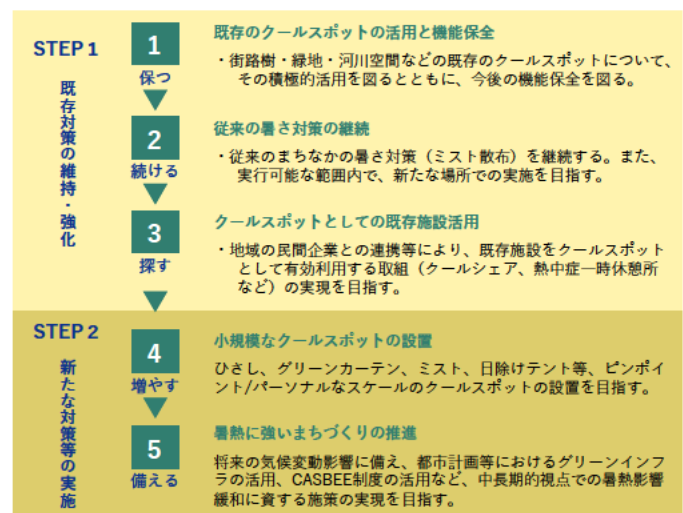 STEP 1
既存対策の維持・強化
1
保つ
既存のクールスポットの活用と機能保全
・街路樹・緑地・河川空間などの既存のクールスポットについて、
その積極的活用を図るとともに、今後の機能保全を図る。
2
続ける
従来の暑さ対策の継続
・従来のまちなかの暑さ対策（ミスト散布）を継続する。また、
実行可能な範囲内で、新たな場所での実施を目指す。
3
探す
クールスポットとしての既存施設活用
・地域の民間企業との連携等により、既存施設をクールスポット
として有効利用する取組（クールシェア、熱中症一時休憩所
など）の実現を目指す。
STEP 2
新たな対策等の実施
4
増やす
小規模なクールスポットの設置
ひさし、グリーンカーテン、ミスト、日除けテント等、ピンポイ
ント/パーソナルなスケールのクールスポットの設置を目指す。
5
備える
暑熱に強いまちづくりの推進
将来の気候変動影響に備え、都市計画等におけるグリーンインフ
ラの活用、CASBEE制度の活用など、中長期的視点での暑熱影響
緩和に資する施策の実現を目指す。